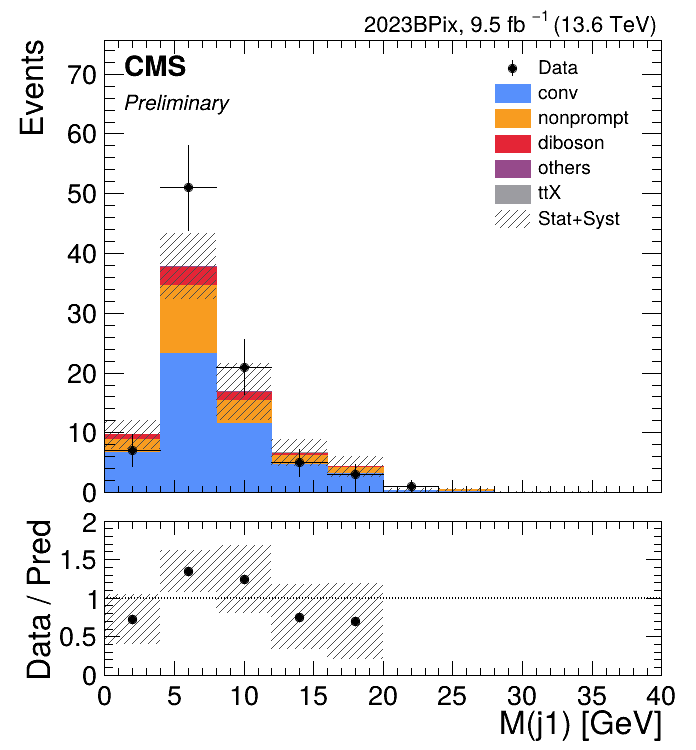 2023BPix, 9.5 fb⁻¹ (13.6 TeV)
CMS
Preliminary
Events
70
60
50
40
30
20
10
0
Data
conv
nonprompt
diboson
others
ttX
Stat+Syst
Data / Pred
2
1.5
1
0.5
0
0 5 10 15 20 25 30 35 40
M(j1) [GeV]